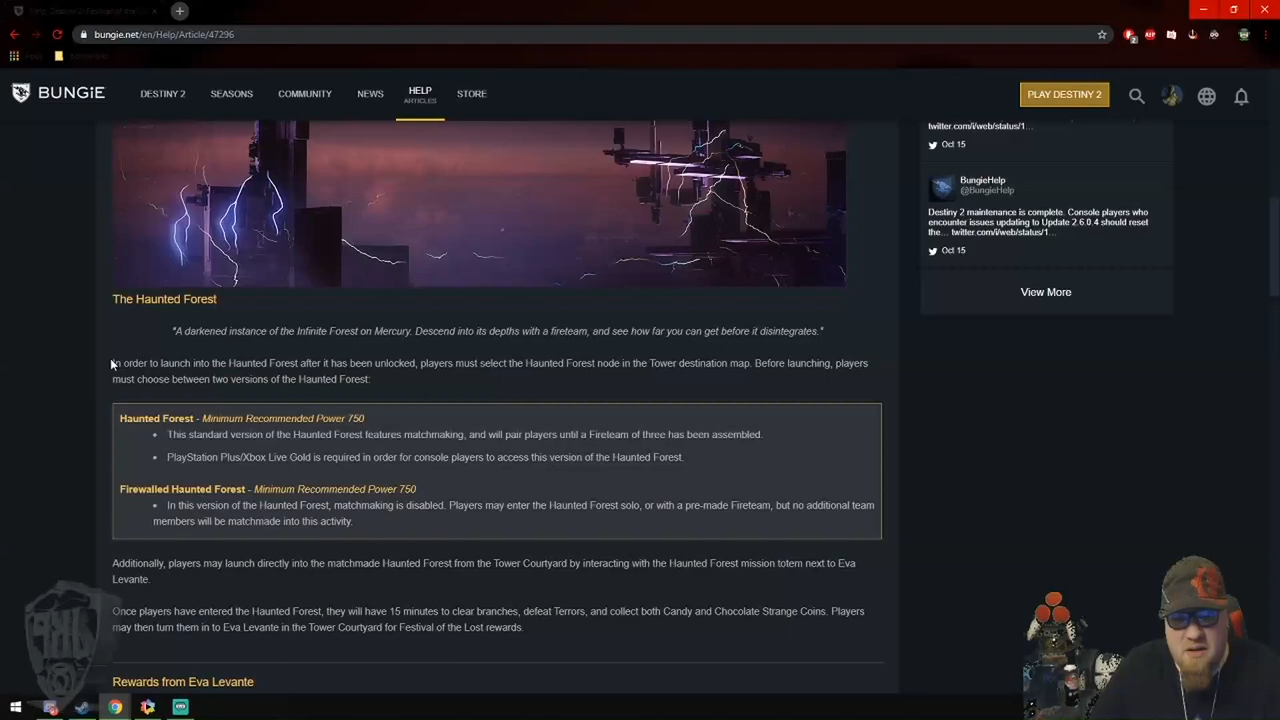 bungie.net/en/Help/Article/47296
BUNGiE
DESTINY 2
SEASONS
COMMUNITY
NEWS
HELP
ARTICLES
STORE
PLAY DESTINY 2
The Haunted Forest
"A darkened instance of the Infinite Forest on Mercury. Descend into its depths with a fireteam, and see how far you can get before it disintegrates."
In order to launch into the Haunted Forest after it has been unlocked, players must select the Haunted Forest node in the Tower destination map. Before launching, players
must choose between two versions of the Haunted Forest:
Haunted Forest - Minimum Recommended Power 750
• This standard version of the Haunted Forest features matchmaking, and will pair players until a Fireteam of three has been assembled.
• PlayStation Plus/Xbox Live Gold is required in order for console players to access this version of the Haunted Forest.
Firewalled Haunted Forest - Minimum Recommended Power 750
• In this version of the Haunted Forest, matchmaking is disabled. Players may enter the Haunted Forest solo, or with a pre-made Fireteam, but no additional team
members will be matchmade into this activity.
Additionally, players may launch directly into the matchmade Haunted Forest from the Tower Courtyard by interacting with the Haunted Forest mission totem next to Eva
Levante.
Once players have entered the Haunted Forest, they will have 15 minutes to clear branches, defeat Terrors, and collect both Candy and Chocolate Strange Coins. Players
may then turn them in to Eva Levante in the Tower Courtyard for Festival of the Lost rewards.
Rewards from Eva Levante
twitter.com/i/web/status/1…
Oct 15
BungieHelp
@BungieHelp
Destiny 2 maintenance is complete. Console players who
encounter issues updating to Update 2.6.0.4 should reset
the… twitter.com/i/web/status/1…
Oct 15
View More